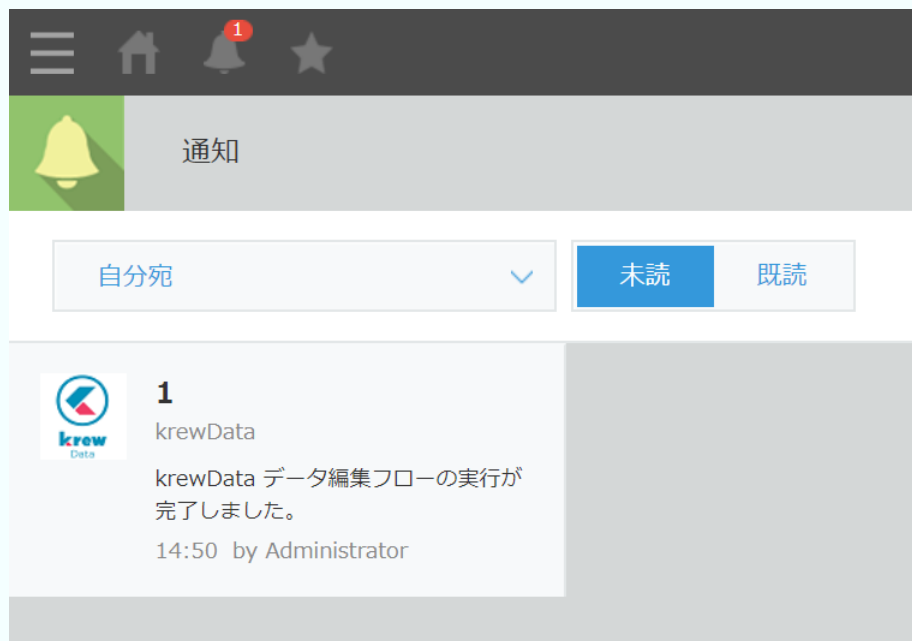 1
通知
自分宛
未読
既読
krew
Data
1
krewData
krewData データ編集フローの実行が
完了しました。
14:50 by Administrator